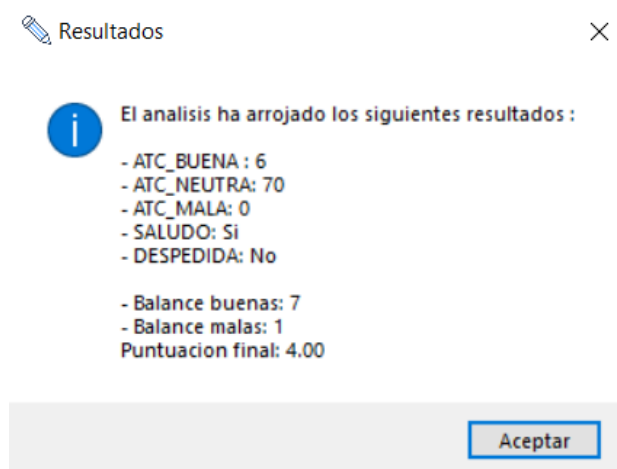 Resultados
El analisis ha arrojado los siguientes resultados :
- ATC_BUENA : 6
- ATC_NEUTRA: 70
- ATC_MALA: 0
- SALUDO: Si
- DESPEDIDA: No
- Balance buenas: 7
- Balance malas: 1
Puntuacion final: 4.00
Aceptar